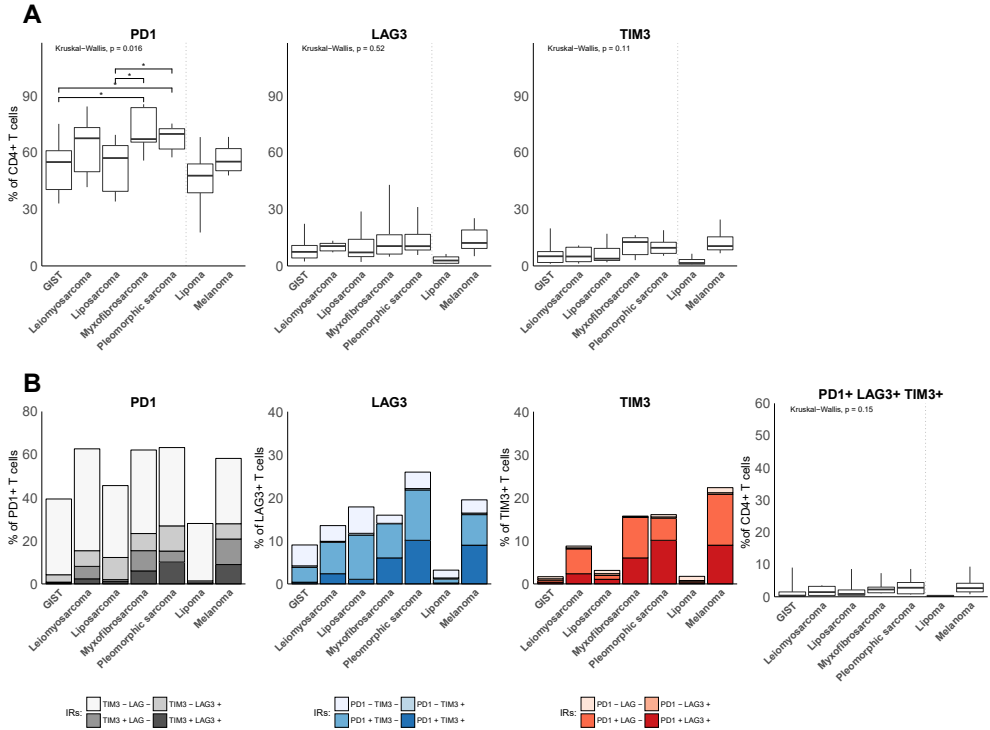 A
PD1
LAG3
TIM3
Kruskal−Wallis, p = 0.016
Kruskal−Wallis, p = 0.52
Kruskal−Wallis, p = 0.11
* * * *
% of CD4+ T cells
90
60
30
0
90
60
30
0
90
60
30
0
GIST
Leiomyosarcoma
Liposarcoma
Myxofibrosarcoma
Pleomorphic sarcoma
Lipoma
Melanoma
GIST
Leiomyosarcoma
Liposarcoma
Myxofibrosarcoma
Pleomorphic sarcoma
Lipoma
Melanoma
GIST
Leiomyosarcoma
Liposarcoma
Myxofibrosarcoma
Pleomorphic sarcoma
Lipoma
Melanoma
B
PD1
% of PD1+ T cells
80
60
40
20
0
GIST
Leiomyosarcoma
Liposarcoma
Myxofibrosarcoma
Pleomorphic sarcoma
Lipoma
Melanoma
LAG3
% of LAG3+ T cells
40
30
20
10
0
GIST
Leiomyosarcoma
Liposarcoma
Myxofibrosarcoma
Pleomorphic sarcoma
Lipoma
Melanoma
TIM3
% of TIM3+ T cells
40
30
20
10
0
GIST
Leiomyosarcoma
Liposarcoma
Myxofibrosarcoma
Pleomorphic sarcoma
Lipoma
Melanoma
PD1+ LAG3+ TIM3+
Kruskal−Wallis, p = 0.15
%of CD4+ T cells
60
50
40
30
20
10
0
GIST
Leiomyosarcoma
Liposarcoma
Myxofibrosarcoma
Pleomorphic sarcoma
Lipoma
Melanoma
IRs:
TIM3 − LAG − TIM3 − LAG3 +
TIM3 + LAG − TIM3 + LAG3 +
IRs:
PD1 − TIM3 − PD1 − TIM3 +
PD1 + TIM3 − PD1 + TIM3 +
IRs:
PD1 − LAG − PD1 − LAG3 +
PD1 + LAG − PD1 + LAG3 +